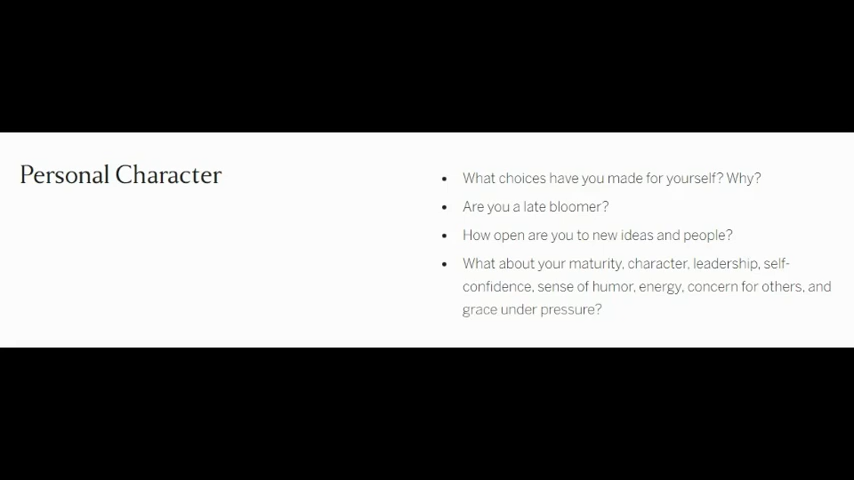 Personal Character
• What choices have you made for yourself? Why?
• Are you a late bloomer?
• How open are you to new ideas and people?
• What about your maturity, character, leadership, self-
confidence, sense of humor, energy, concern for others, and
grace under pressure?